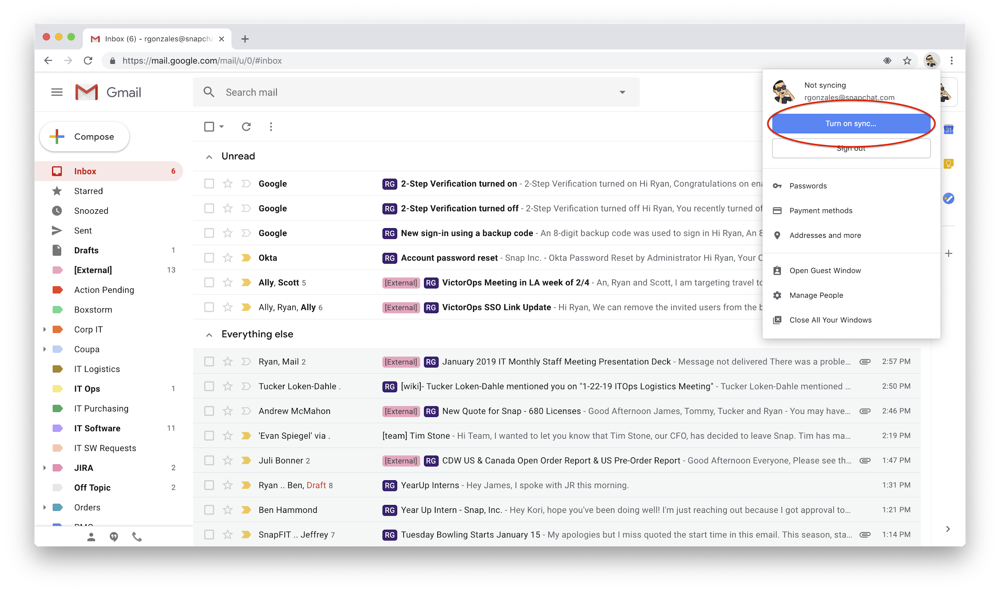 Inbox (6) - rgonzales@snapcha
https://mail.google.com/mail/u/0/#inbox
Gmail
Search mail
Not syncing
rgonzales@snapchat.com
Turn on sync...
Sign out
Passwords
Payment methods
Addresses and more
Open Guest Window
Manage People
Close All Your Windows
31
Compose
Inbox 6
Starred
Snoozed
Sent
Drafts 1
[External] 13
Action Pending
Boxstorm
Corp IT
Coupa
IT Logistics
IT Ops 1
IT Purchasing
IT Software 11
IT SW Requests
JIRA 2
Off Topic 2
Orders
Unread
Google RG 2-Step Verification turned on - 2-Step Verification turned on Hi Ryan, Congratulations on ena
Google RG 2-Step Verification turned off - 2-Step Verification turned off Hi Ryan, You recently turned of
Google RG New sign-in using a backup code - An 8-digit backup code was used to sign in Hi Ryan, An 8
Okta RG Account password reset - Snap Inc. - Okta Password Reset by Administrator Hi Ryan, Your
Ally, Scott 5 [External] RG VictorOps Meeting in LA week of 2/4 - An, Ryan and Scott, I am targeting travel to
Ally, Ryan, Ally 6 [External] RG VictorOps SSO Link Update - Hi Ryan, We can remove the invited users from the
Everything else
Ryan, Mail 2 [External] RG January 2019 IT Monthly Staff Meeting Presentation Deck - Message not delivered There was a proble... 2:57 PM
Tucker Loken-Dahle . RG [wiki]- Tucker Loken-Dahle mentioned you on "1-22-19 ITOps Logistics Meeting" - Tucker Loken-Dahle mentioned ... 2:50 PM
Andrew McMahon [External] RG New Quote for Snap - 680 Licenses - Good Afternoon James, Tommy, Tucker and Ryan - You may have... 2:46 PM
'Evan Spiegel' via . [team] Tim Stone - Hi Team, I wanted to let you know that Tim Stone, our CFO, has decided to leave Snap. Tim has ma... 2:19 PM
Juli Bonner 2 [External] RG CDW US & Canada Open Order Report & US Pre-Order Report - Good Afternoon Everyone, Please see th... 1:47 PM
Ryan .. Ben, Draft 8 RG YearUp Interns - Hey James, I spoke with JR this morning. 1:31 PM
Ben Hammond RG Year Up Intern - Snap, Inc. - Hey Kori, hope you've been doing well! I'm just reaching out because I got approval to... 1:21 PM
SnapFIT .. Jeffrey 7 RG Tuesday Bowling Starts January 15 - My apologies but I miss quoted the start time in this email. This season, sta... 1:14 PM